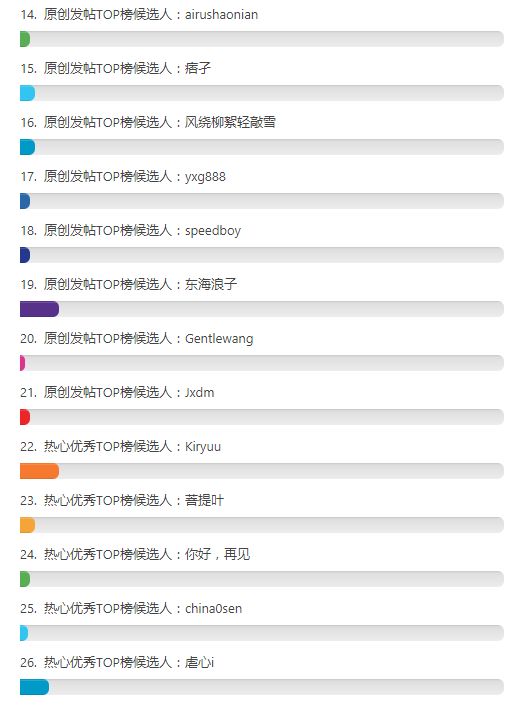 14. 原创发帖TOP榜候选人：airushaonian
15. 原创发帖TOP榜候选人：痞子
16. 原创发帖TOP榜候选人：风绕柳絮轻敲雪
17. 原创发帖TOP榜候选人：yxg888
18. 原创发帖TOP榜候选人：speedboy
19. 原创发帖TOP榜候选人：东海浪子
20. 原创发帖TOP榜候选人：Gentlewang
21. 原创发帖TOP榜候选人：Jxdm
22. 热心优秀TOP榜候选人：Kiryuu
23. 热心优秀TOP榜候选人：菩提叶
24. 热心优秀TOP榜候选人：你好，再见
25. 热心优秀TOP榜候选人：china0sen
26. 热心优秀TOP榜候选人：虐心i